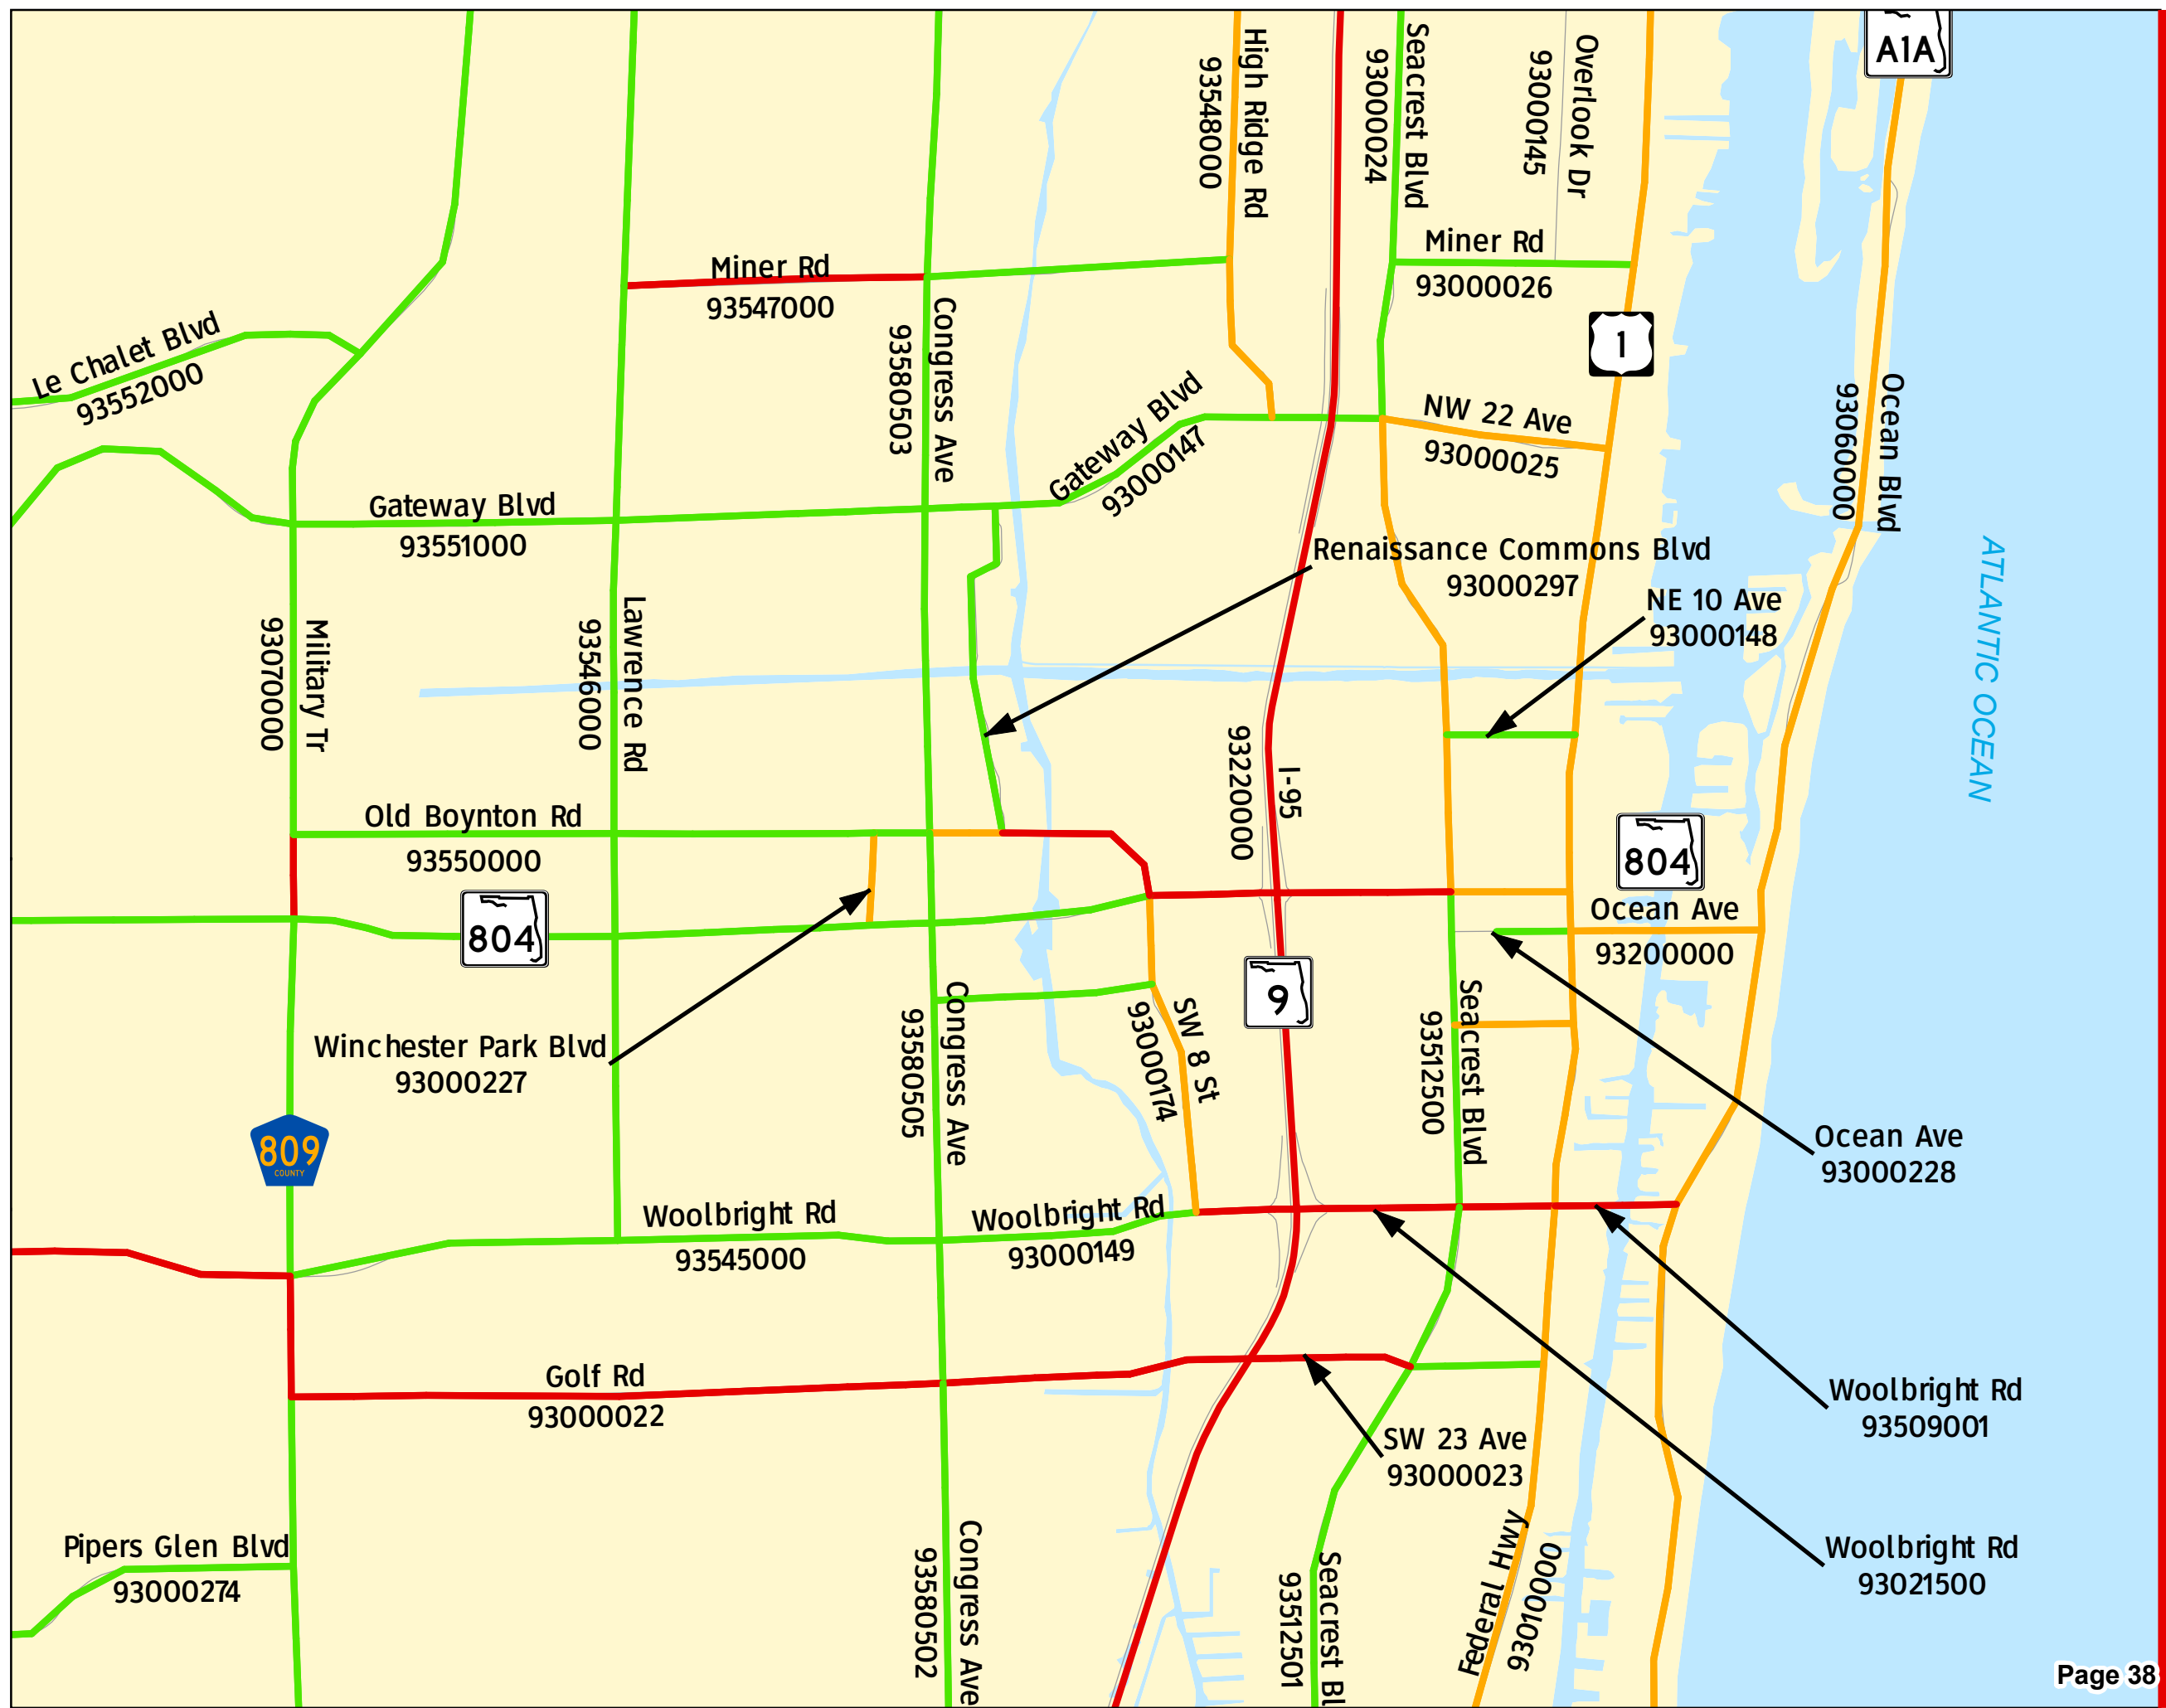 A1A
High Ridge Rd
93548000
Seacrest Blvd
93000024
Overlook Dr
93000145
Miner Rd
93547000
Miner Rd
93000026
1
Le Chalet Blvd
93552000
Congress Ave
93580503
Gateway Blvd
93000147
NW 22 Ave
93000025
Ocean Blvd
93060000
Gateway Blvd
93551000
Renaissance Commons Blvd
93000297
NE 10 Ave
93000148
ATLANTIC OCEAN
Military Tr
93070000
Lawrence Rd
93546000
I-95
93220000
Old Boynton Rd
93550000
804
804
Ocean Ave
93200000
9
Winchester Park Blvd
93000227
Congress Ave
93580505
SW 8 St
93000174
Seacrest Blvd
93512500
809
COUNTY
Ocean Ave
93000228
Woolbright Rd
93545000
Woolbright Rd
93000149
Golf Rd
93000022
Woolbright Rd
93509001
SW 23 Ave
93000023
Woolbright Rd
93021500
Pipers Glen Blvd
93000274
Congress Ave
93580502
Seacrest Bl
93512501
Federal Hwy
93010000
Page 38